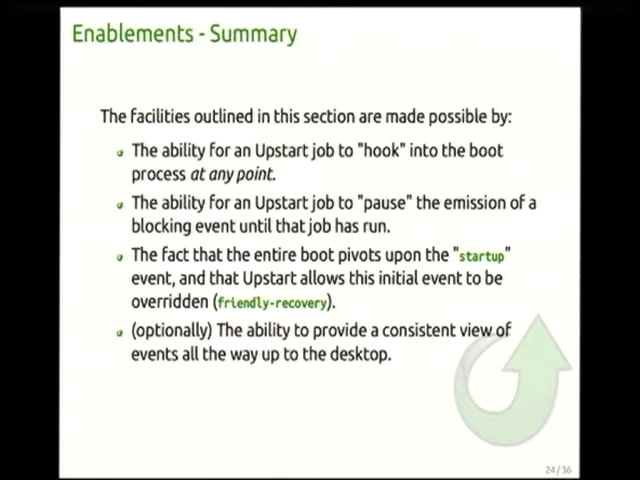 Enablements - Summary
The facilities outlined in this section are made possible by:
The ability for an Upstart job to "hook" into the boot
process at any point.
The ability for an Upstart job to "pause" the emission of a
blocking event until that job has run.
The fact that the entire boot pivots upon the "startup"
event, and that Upstart allows this initial event to be
overridden (friendly-recovery).
(optionally) The ability to provide a consistent view of
events all the way up to the desktop.
24/36